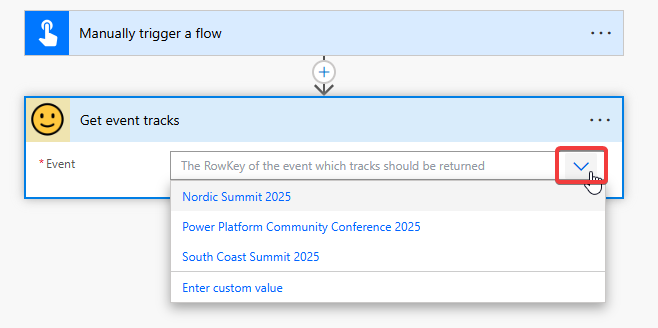 Manually trigger a flow
Get event tracks
* Event
The RowKey of the event which tracks should be returned
Nordic Summit 2025
Power Platform Community Conference 2025
South Coast Summit 2025
Enter custom value